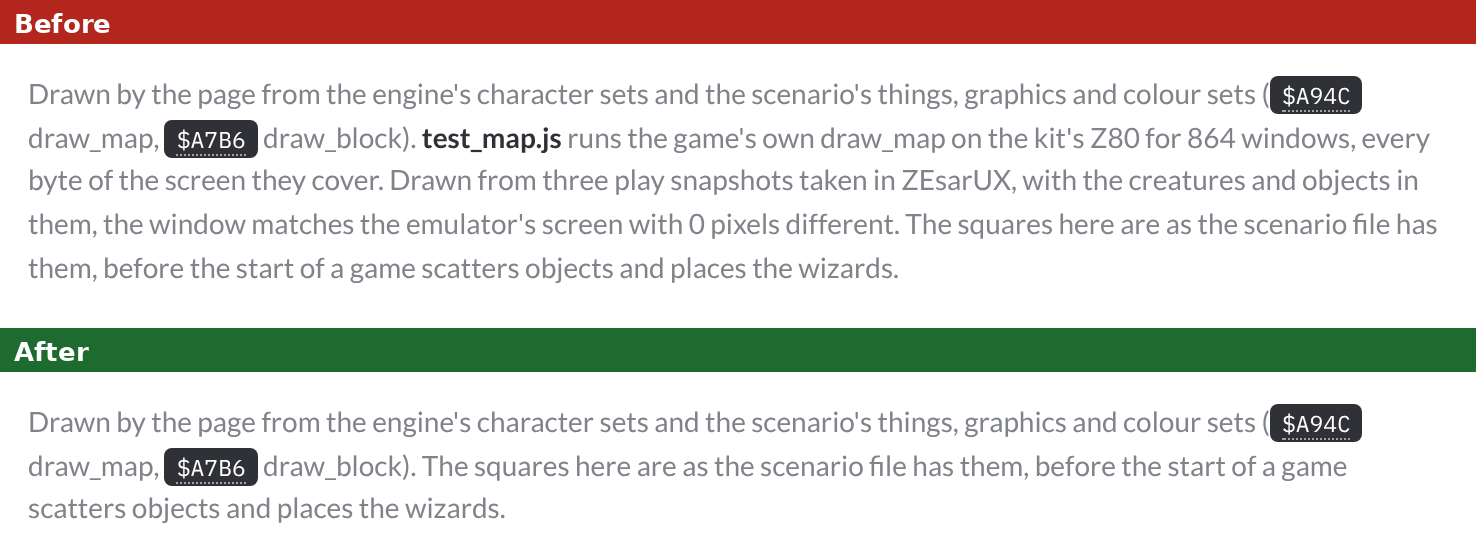 Before
Drawn by the page from the engine's character sets and the scenario's things, graphics and colour sets ($A94C
draw_map, $A7B6 draw_block). test_map.js runs the game's own draw_map on the kit's Z80 for 864 windows, every
byte of the screen they cover. Drawn from three play snapshots taken in ZEsarUX, with the creatures and objects in
them, the window matches the emulator's screen with 0 pixels different. The squares here are as the scenario file has
them, before the start of a game scatters objects and places the wizards.
After
Drawn by the page from the engine's character sets and the scenario's things, graphics and colour sets ($A94C
draw_map, $A7B6 draw_block). The squares here are as the scenario file has them, before the start of a game
scatters objects and places the wizards.